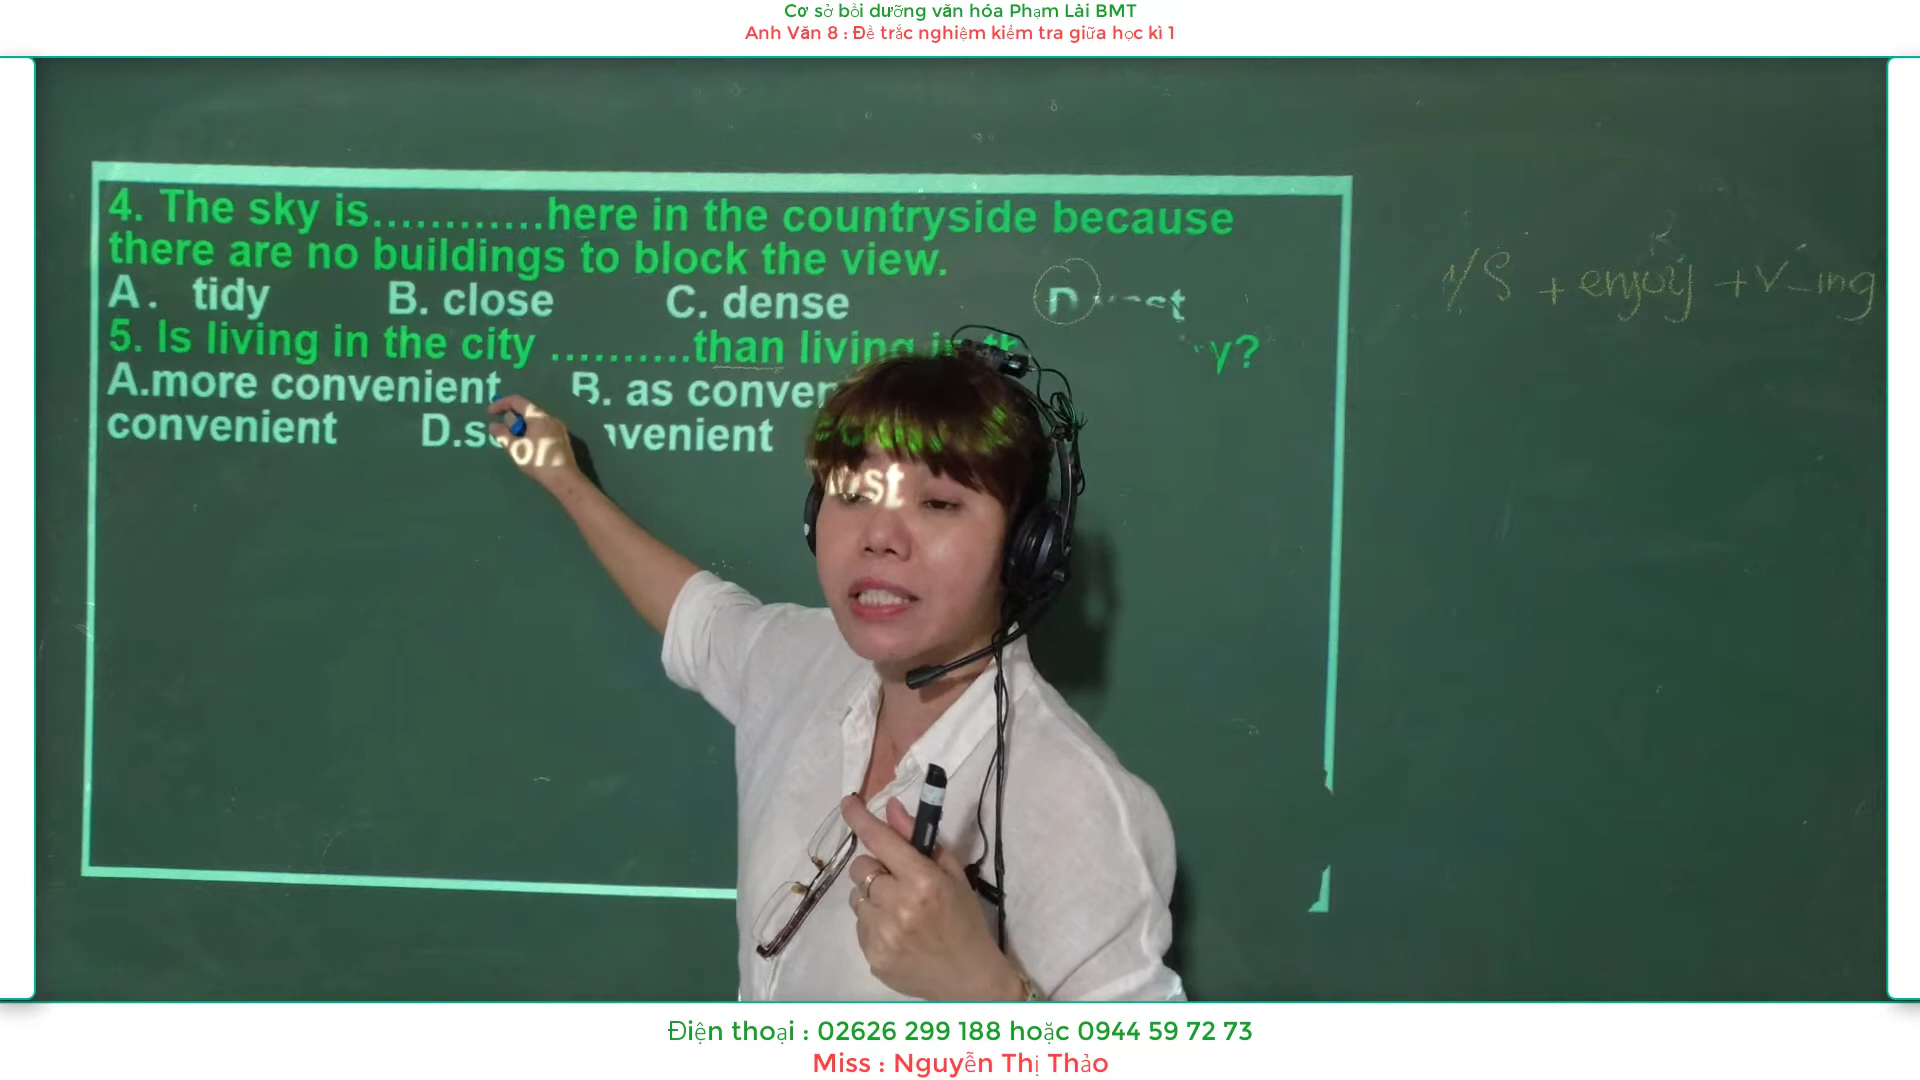 Cơ sở bồi dưỡng văn hóa Phạm Lài BMT
Anh Văn 8 : Đề trắc nghiệm kiểm tra giữa học kì 1
4. The sky is............here in the countryside because
there are no buildings to block the view.
A. tidy B. close C. dense D
5. Is living in the city ..........than living in
A.more convenient B. as
convenient D.
S + enjoy + V-ing
Điện thoại : 02626 299 188 hoặc 0944 59 72 73
Miss : Nguyễn Thị Thảo